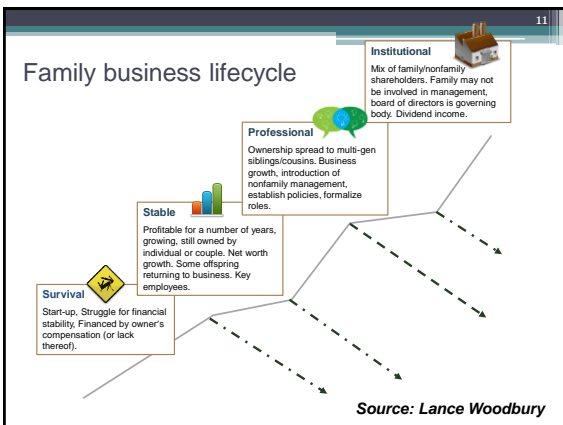 11
Family business lifecycle
Institutional
Mix of family/nonfamily
shareholders. Family may not
be involved in management,
board of directors is governing
body. Dividend income.
Professional
Ownership spread to multi-gen
siblings/cousins. Business
growth, introduction of
nonfamily management,
establish policies, formalize
roles.
Stable
Profitable for a number of years,
growing, still owned by
individual or couple. Net worth
growth. Some offspring
returning to business. Key
employees.
Survival
Start-up, Struggle for financial
stability, Financed by owner's
compensation (or lack
thereof).
Source: Lance Woodbury